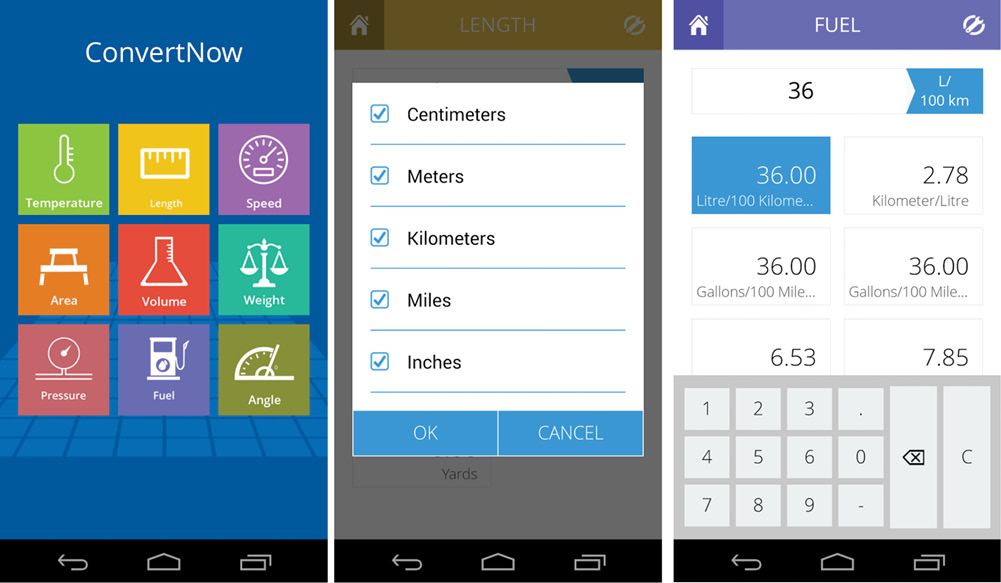 ConvertNow
Temperature
Length
Speed
Area
Volume
Weight
Pressure
Fuel
Angle
LENGTH
Centimeters
Meters
Kilometers
Miles
Inches
OK
CANCEL
Yards
FUEL
36
L/
100 km
36.00
Litre/100 Kilome...
2.78
Kilometer/Litre
36.00
Gallons/100 Mile...
36.00
Gallons/100 Mile...
6.53
7.85
1 2 3 .
4 5 6 0 C
7 8 9 -